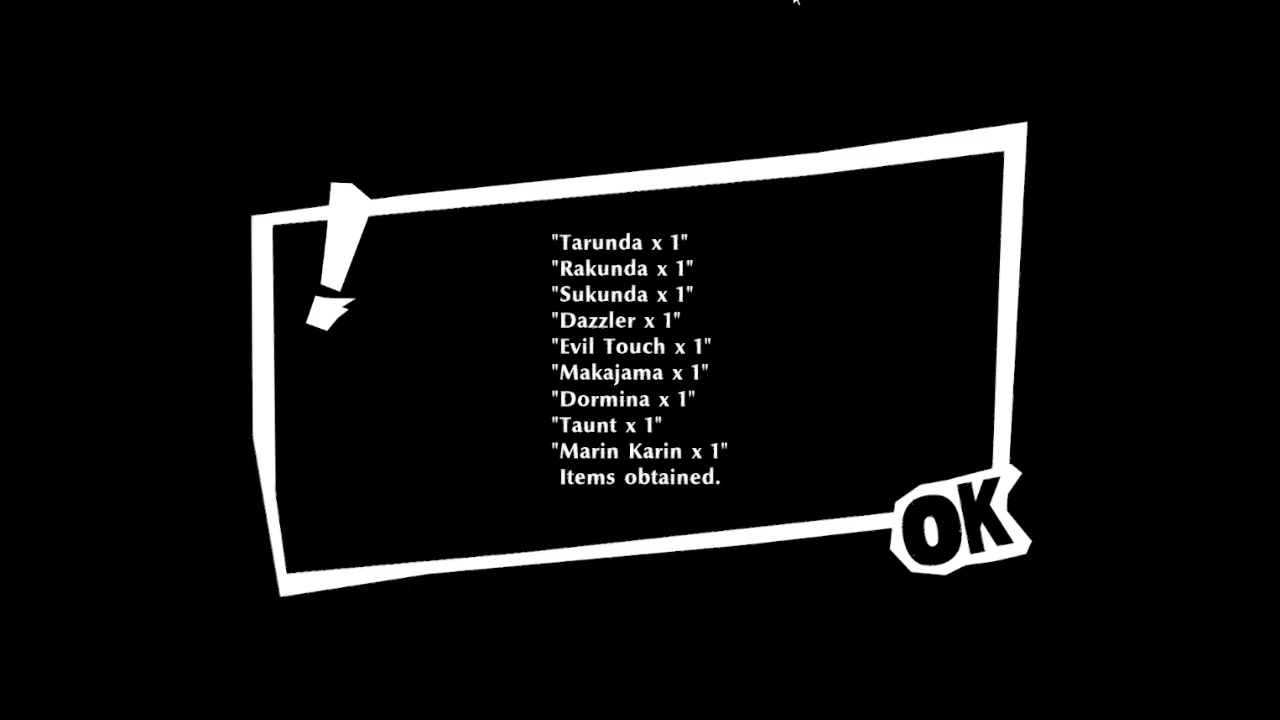 "Tarunda x 1"
"Rakunda x 1"
"Sukunda x 1"
"Dazzler x 1"
"Evil Touch x 1"
"Makajama x 1"
"Dormina x 1"
"Taunt x 1"
"Marin Karin x 1"
Items obtained.
OK